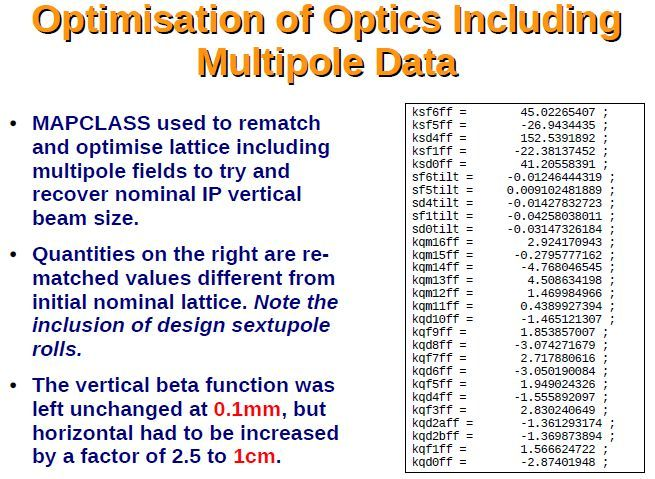 Optimisation of Optics Including
Multipole Data
• MAPCLASS used to rematch
and optimise lattice including
multipole fields to try and
recover nominal IP vertical
beam size.
• Quantities on the right are re-
matched values different from
initial nominal lattice. Note the
inclusion of design sextupole
rolls.
• The vertical beta function was
left unchanged at 0.1mm, but
horizontal had to be increased
by a factor of 2.5 to 1cm.
ksf6ff = 45.02265407 ;
ksf5ff = -26.9434435 ;
ksd4ff = 152.5391892 ;
ksf1ff = -22.38137452 ;
ksd0ff = 41.20558391 ;
sf6tilt = -0.01246444319 ;
sf5tilt = 0.009102481889 ;
sd4tilt = -0.01427832723 ;
sf1tilt = -0.04258038011 ;
sd0tilt = -0.03147326184 ;
kqm16ff = 2.924170943 ;
kqm15ff = -0.2795777162 ;
kqm14ff = -4.768046545 ;
kqm13ff = 4.508634198 ;
kqm12ff = 1.469984966 ;
kqm11ff = 0.4389927394 ;
kqd10ff = -1.465121307 ;
kqf9ff = 1.853857007 ;
kqd8ff = -3.074271679 ;
kqf7ff = 2.717880616 ;
kqd6ff = -3.050190084 ;
kqf5ff = 1.949024326 ;
kqd4ff = -1.555892097 ;
kqf3ff = 2.830240649 ;
kqd2aff = -1.361293174 ;
kqd2bff = -1.369873894 ;
kqf1ff = 1.566624722 ;
kqd0ff = -2.87401948 ;